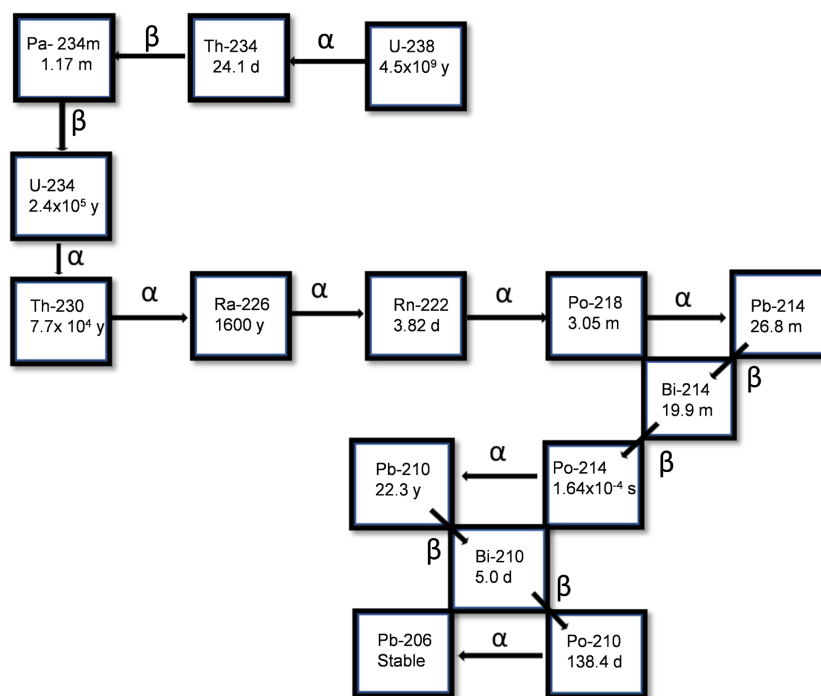 Pa- 234m
1.17 m
β
Th-234
24.1 d
α
U-238
4.5x10⁹ y
β
U-234
2.4x10⁵ y
α
Th-230
7.7x 10⁴ y
α
Ra-226
1600 y
α
Rn-222
3.82 d
α
Po-218
3.05 m
α
Pb-214
26.8 m
β
Bi-214
19.9 m
β
Po-214
1.64x10⁻⁴ s
α
Pb-210
22.3 y
β
Bi-210
5.0 d
β
Po-210
138.4 d
α
Pb-206
Stable